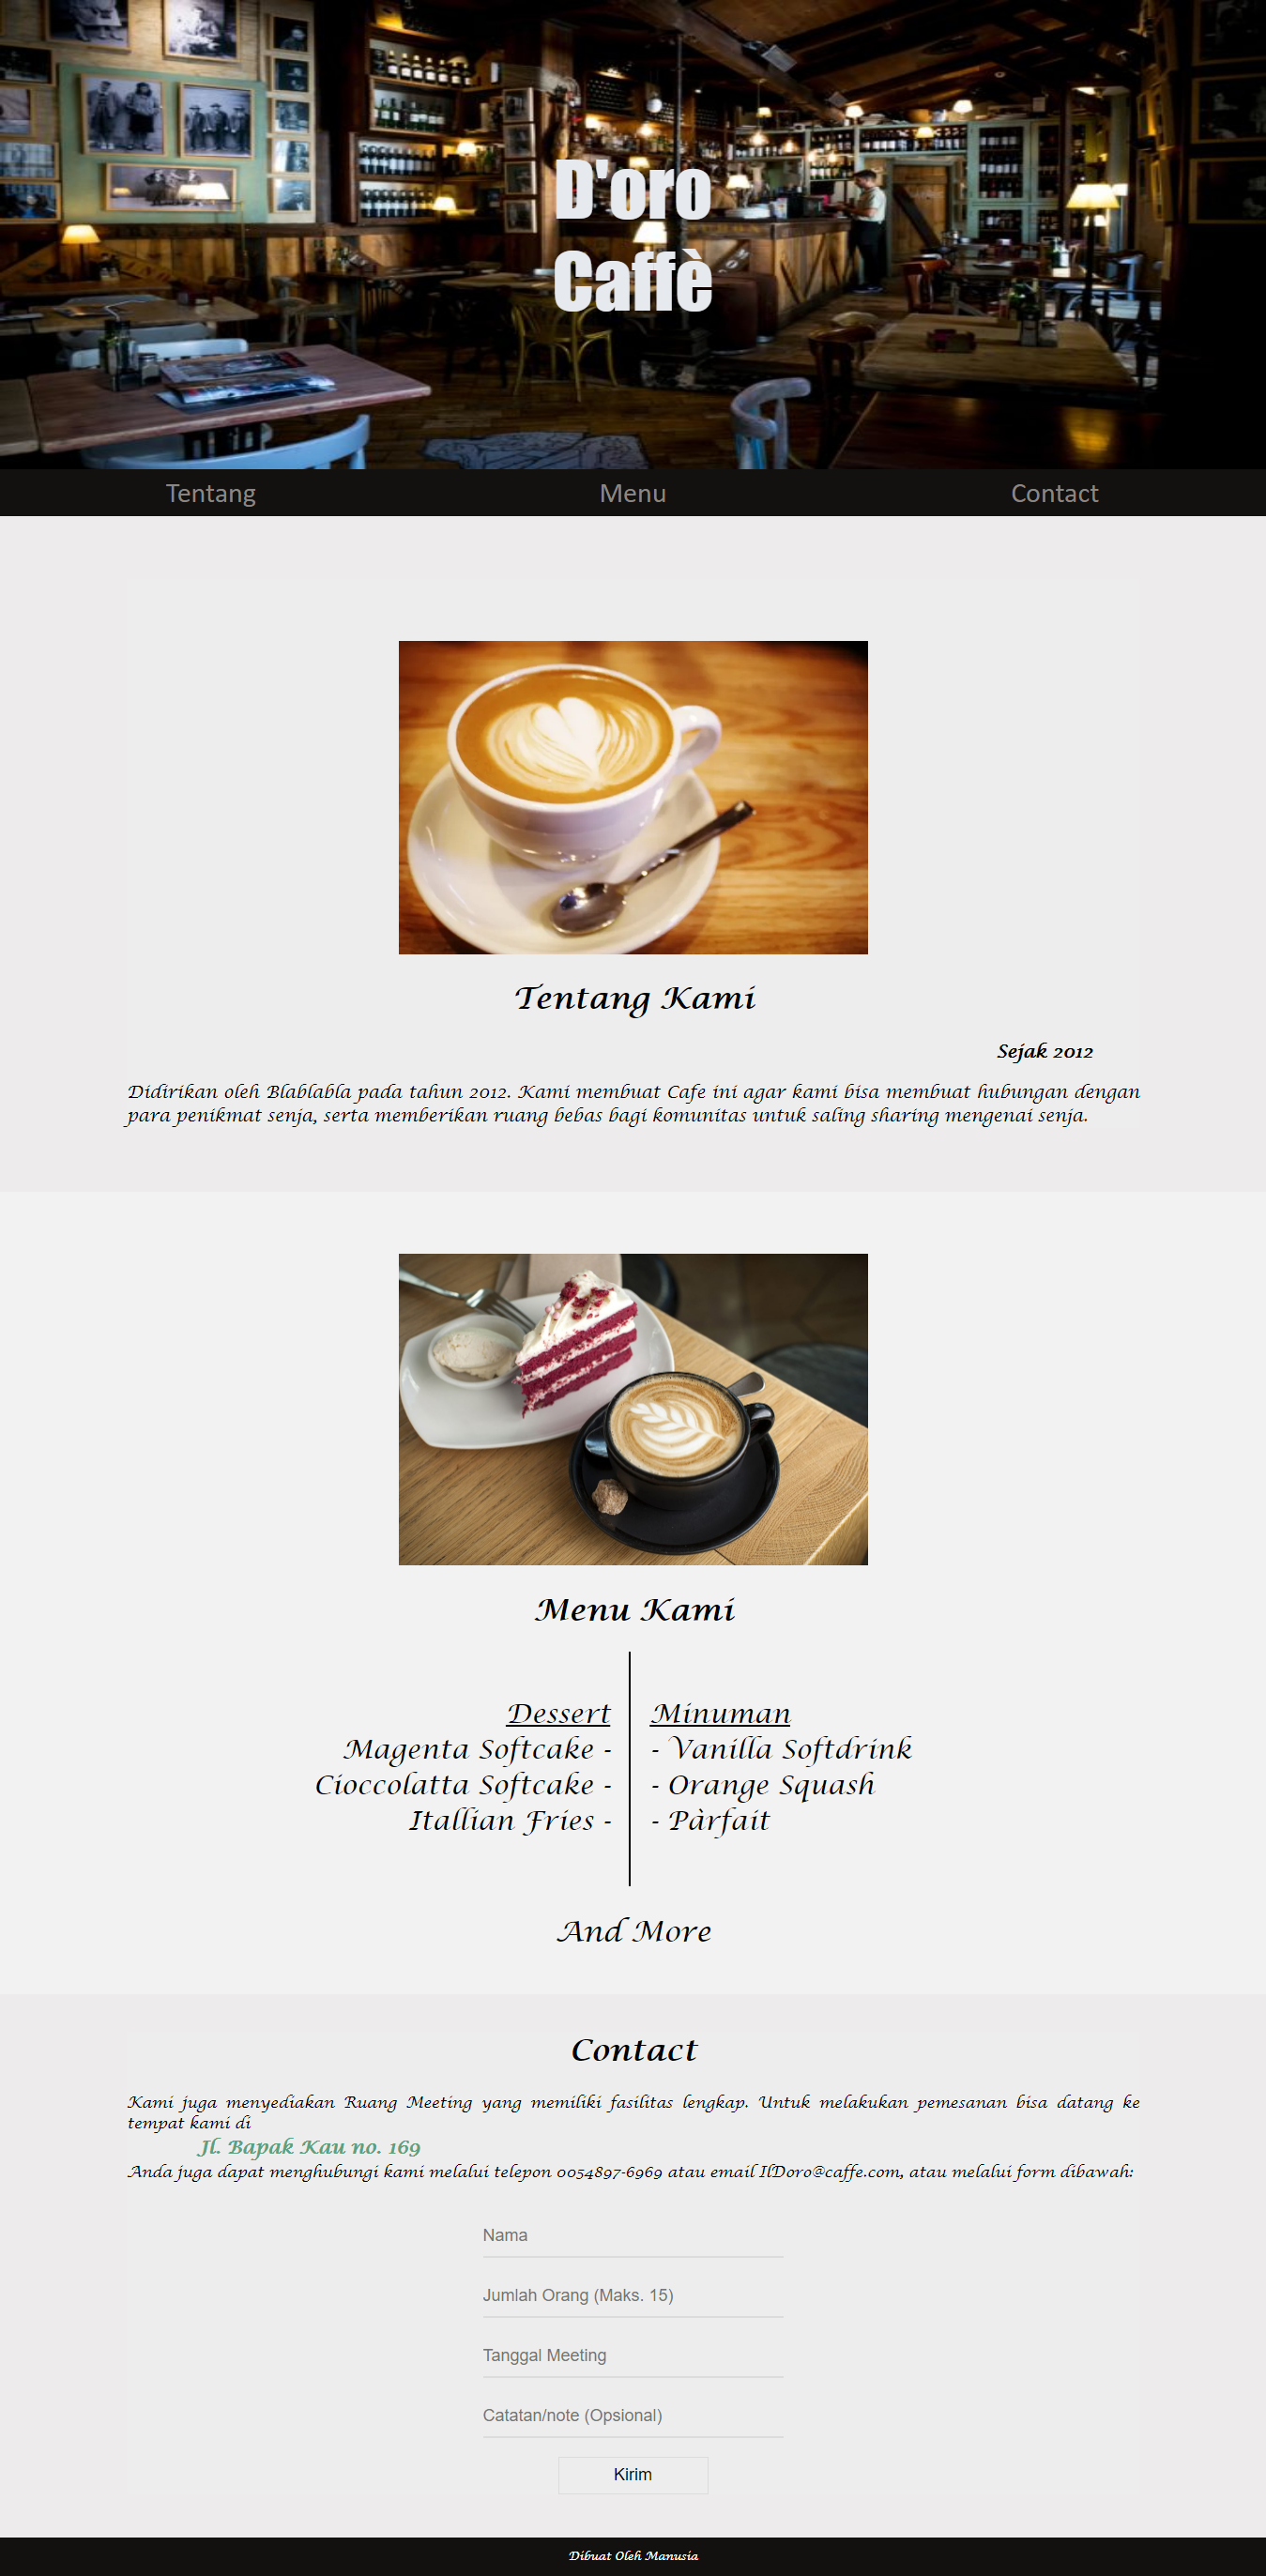 D'oro
Caffè
Tentang Menu Contact
Tentang Kami
Sejak 2012
Didirikan oleh Blablabla pada tahun 2012. Kami membuat Cafe ini agar kami bisa membuat hubungan dengan
para penikmat senja, serta memberikan ruang bebas bagi komunitas untuk saling sharing mengenai senja.
Menu Kami
Dessert
Magenta Softcake -
Cioccolatta Softcake -
Itallian Fries -
Minuman
- Vanilla Softdrink
- Orange Squash
- Pàrfait
And More
Contact
Kami juga menyediakan Ruang Meeting yang memiliki fasilitas lengkap. Untuk melakukan pemesanan bisa datang ke
tempat kami di
Jl. Bapak Kau no. 169
Anda juga dapat menghubungi kami melalui telepon 0054897-6969 atau email IlDoro@caffe.com, atau melalui form dibawah:
Nama
Jumlah Orang (Maks. 15)
Tanggal Meeting
Catatan/note (Opsional)
Kirim
Dibuat Oleh Manusia